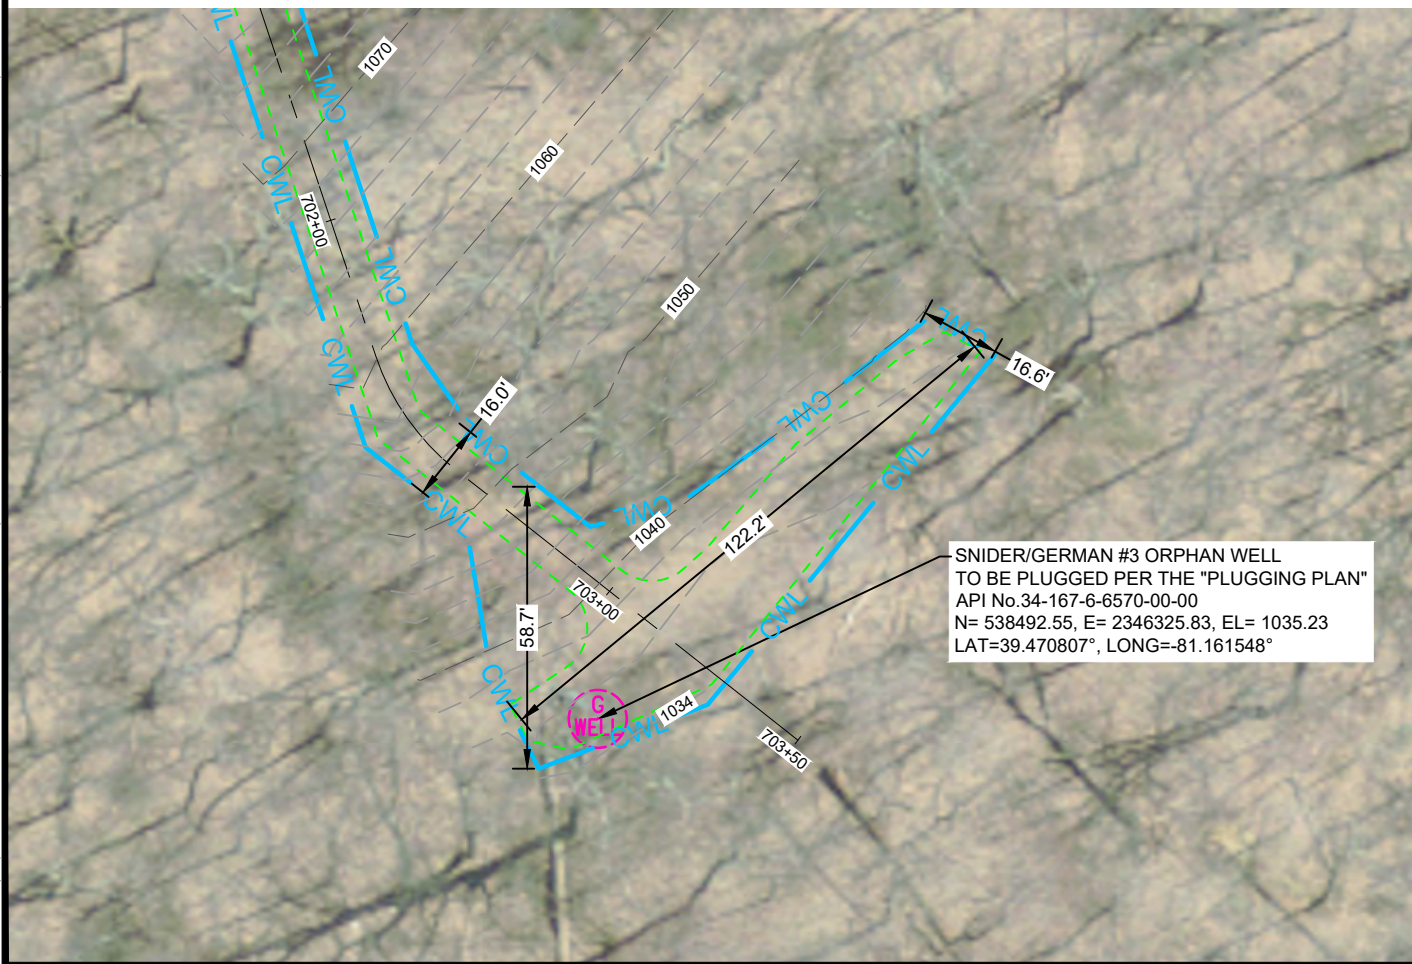 CWL
1070
CWL
1060
CWL
702+00
CWL
1050
CWL
CWL
16.6'
16.0'
CWL
CWL
CWL
CWL
CWL
CWL
1040
122.2'
SNIDER/GERMAN #3 ORPHAN WELL
TO BE PLUGGED PER THE "PLUGGING PLAN"
API No.34-167-6-6570-00-00
N= 538492.55, E= 2346325.83, EL= 1035.23
LAT=39.470807°, LONG=-81.161548°
703+00
58.7'
CWL
CWL
G
WELL
CWL
1034
703+50